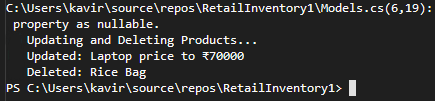 C:\Users\kavir\source\repos\RetailInventory1\Models.cs(6,19):
property as nullable.
Updating and Deleting Products...
Updated: Laptop price to ₹70000
Deleted: Rice Bag
PS C:\Users\kavir\source\repos\RetailInventory1>